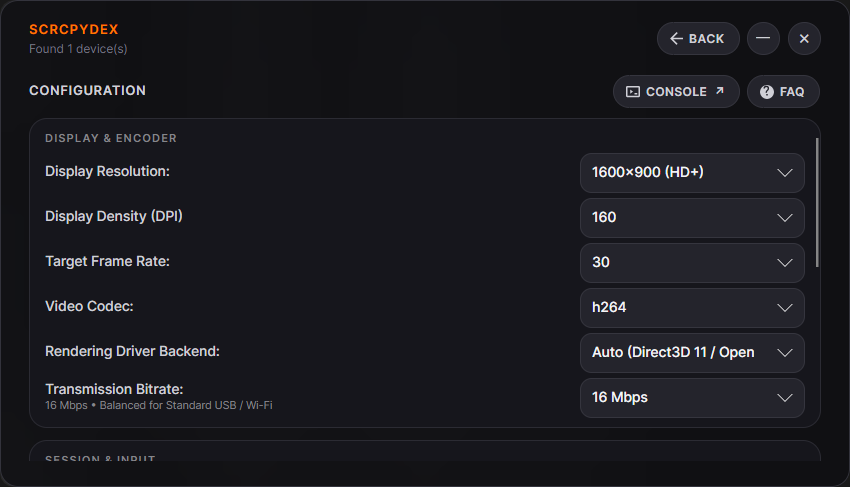 SCRCPYDEX
Found 1 device(s)
BACK
CONFIGURATION
CONSOLE
FAQ
DISPLAY & ENCODER
Display Resolution:
1600×900 (HD+)
Display Density (DPI)
160
Target Frame Rate:
30
Video Codec:
h264
Rendering Driver Backend:
Auto (Direct3D 11 / Open
Transmission Bitrate:
16 Mbps • Balanced for Standard USB / Wi-Fi
16 Mbps
SESSION & INPUT